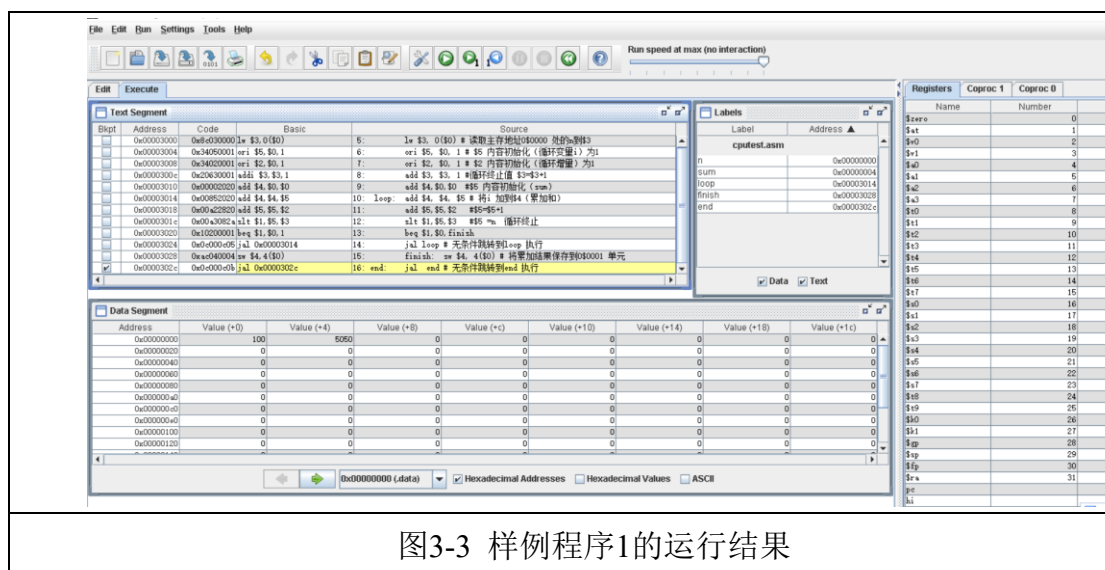 File Edit Run Settings Tools Help
Run speed at max (no interaction)
Edit Execute
Text Segment
Bkpt Address Code Basic Source
0x00003000 0x8c030000 lw $3,0($0) 5: lw $3, 0($0) # 读取主存地址0$0000 处的n到$3
0x00003004 0x34050001 ori $5,$0,1 6: ori $5, $0, 1 # $5 内容初始化（循环变量i）为1
0x00003008 0x34020001 ori $2,$0,1 7: ori $2, $0, 1 # $2 内容初始化（循环增量）为1
0x0000300c 0x20630001 addi $3,$3,1 8: add $3, $3, 1 #循环终止值 $3=$3+1
0x00003010 0x00002020 add $4,$0,$0 9: add $4,$0,$0 #$5 内容初始化（sum）
0x00003014 0x00852020 add $4,$4,$5 10: loop: add $4, $4, $5 # 将i 加到$4（累加和）
0x00003018 0x00a22820 add $5,$5,$2 11: add $5,$5,$2 #$5=$5+1
0x0000301c 0x00a3082a slt $1,$5,$3 12: slt $1,$5,$3 #$5 =n 循环终止
0x00003020 0x10200001 beq $1,$0,1 13: beq $1,$0,finish
0x00003024 0x0c000c05 jal 0x00003014 14: jal loop # 无条件跳转到loop 执行
0x00003028 0xac040004 sw $4,4($0) 15: finish: sw $4, 4($0) # 将累加结果保存到0$0001 单元
0x0000302c 0x0c000c0b jal 0x0000302c 16: end: jal end # 无条件跳转到end 执行
Labels
Label Address ▲
cputest.asm
n 0x00000000
sum 0x00000004
loop 0x00003014
finish 0x00003028
end 0x0000302c
Data Text
Data Segment
Address Value (+0) Value (+4) Value (+8) Value (+c) Value (+10) Value (+14) Value (+18) Value (+1c)
0x00000000 100 5050 0 0 0 0 0 0
0x00000020 0 0 0 0 0 0 0 0
0x00000040 0 0 0 0 0 0 0 0
0x00000060 0 0 0 0 0 0 0 0
0x00000080 0 0 0 0 0 0 0 0
0x000000a0 0 0 0 0 0 0 0 0
0x000000c0 0 0 0 0 0 0 0 0
0x000000e0 0 0 0 0 0 0 0 0
0x00000100 0 0 0 0 0 0 0 0
0x00000120 0 0 0 0 0 0 0 0
0x00000000 (.data) Hexadecimal Addresses Hexadecimal Values ASCII
Registers Coproc 1 Coproc 0
Name Number
$zero 0
$at 1
$v0 2
$v1 3
$a0 4
$a1 5
$a2 6
$a3 7
$t0 8
$t1 9
$t2 10
$t3 11
$t4 12
$t5 13
$t6 14
$t7 15
$s0 16
$s1 17
$s2 18
$s3 19
$s4 20
$s5 21
$s6 22
$s7 23
$t8 24
$t9 25
$k0 26
$k1 27
$gp 28
$sp 29
$fp 30
$ra 31
pc
hi
图3-3 样例程序1的运行结果